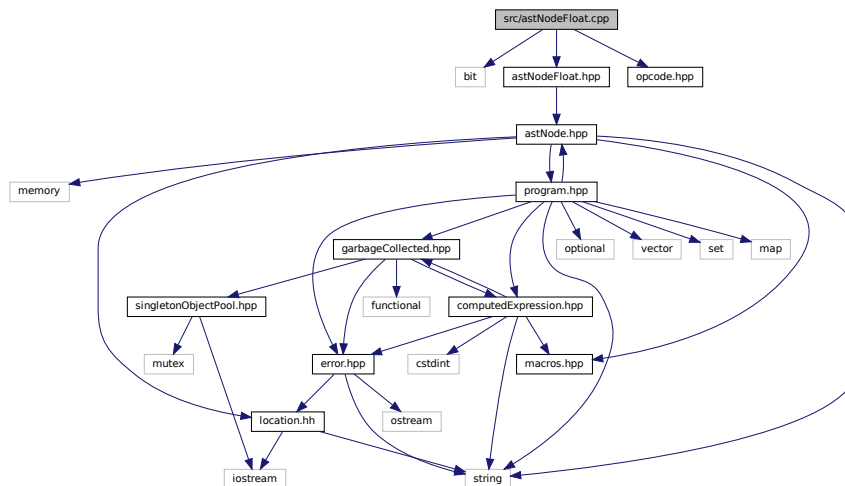 src/astNodeFloat.cpp
bit
astNodeFloat.hpp
opcode.hpp
astNode.hpp
memory
program.hpp
garbageCollected.hpp
optional
vector
set
map
singletonObjectPool.hpp
functional
computedExpression.hpp
mutex
error.hpp
cstdint
macros.hpp
location.hh
ostream
iostream
string